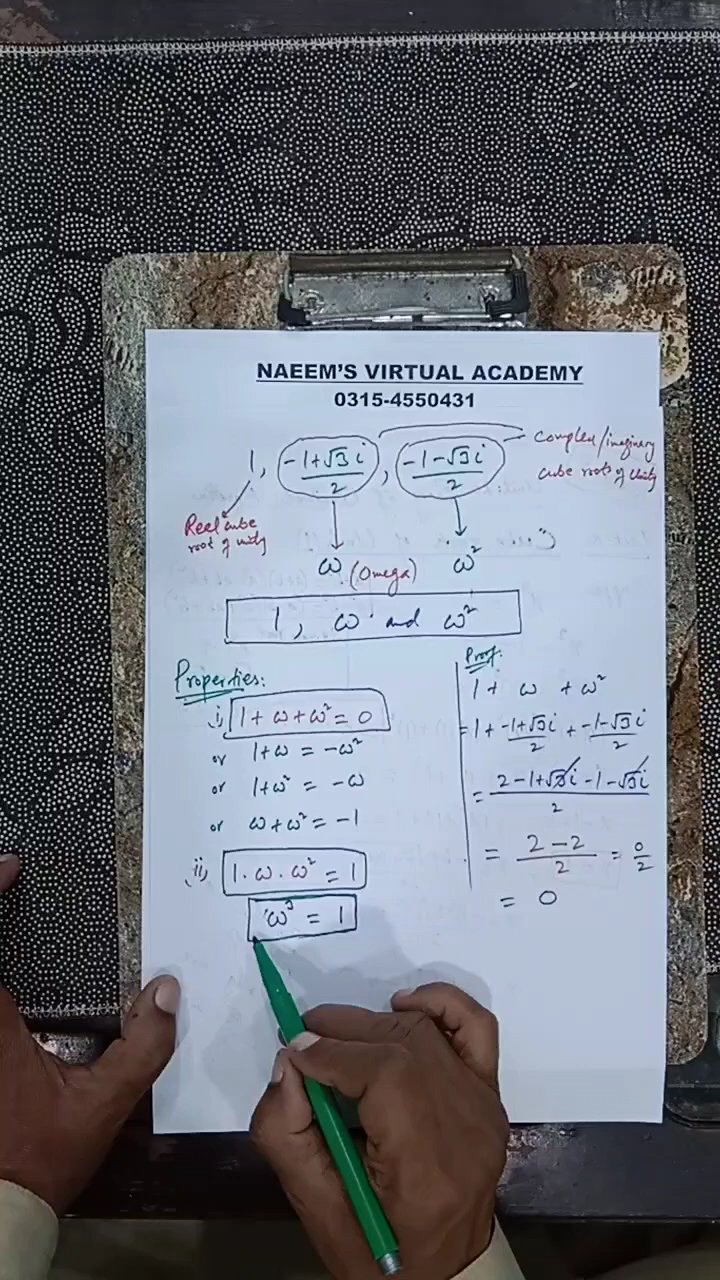 NAEEM'S VIRTUAL ACADEMY
0315-4550431
1, (-1+√3i)/2, (-1-√3i)/2
Complex/imaginery
cube roots of Unity
Real cube
root of unity
ω (Omega) ω²
1, ω and ω²
Properties:
i) 1 + ω + ω² = 0
or 1+ω = -ω²
or 1+ω² = -ω
or ω+ω² = -1
ii) 1 · ω · ω² = 1
ω³ = 1
Proof:
1 + ω + ω²
= 1 + (-1+√3i)/2 + (-1-√3i)/2
= (2-1+√3i-1-√3i)/2
= (2-2)/2 = 0/2
= 0